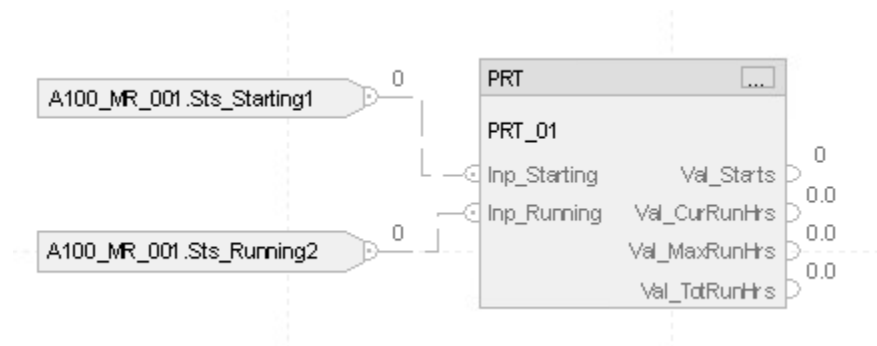 PRT
...
A100_MR_001.Sts_Starting1
0
PRT_01
Inp_Starting
Val_Starts
0
Inp_Running
Val_CurRunHrs
0.0
A100_MR_001.Sts_Running2
0
Val_MaxRunHrs
0.0
Val_TotRunHrs
0.0